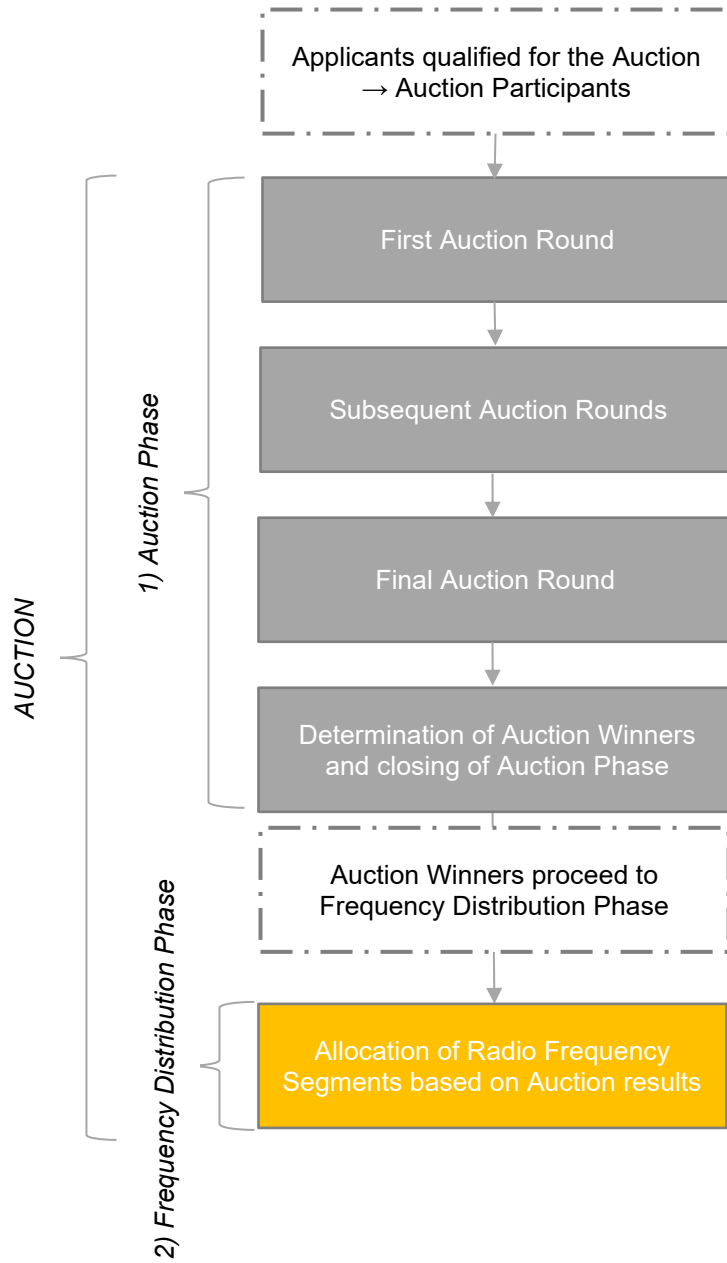 Applicants qualified for the Auction
→ Auction Participants
First Auction Round
Subsequent Auction Rounds
Final Auction Round
Determination of Auction Winners
and closing of Auction Phase
Auction Winners proceed to
Frequency Distribution Phase
Allocation of Radio Frequency
Segments based on Auction results
AUCTION
1) Auction Phase
2) Frequency Distribution Phase